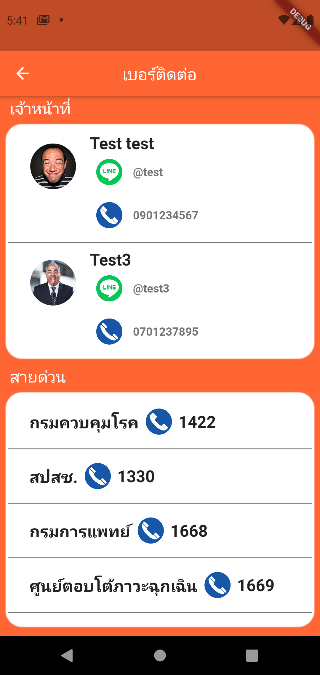 5:41
DEBUG
เบอร์ติดต่อ
เจ้าหน้าที่
Test test
LINE @test
0901234567
Test3
LINE @test3
0701237895
สายด่วน
กรมควบคุมโรค 1422
สปสช. 1330
กรมการแพทย์ 1668
ศูนย์ตอบโต้ภาวะฉุกเฉิน 1669